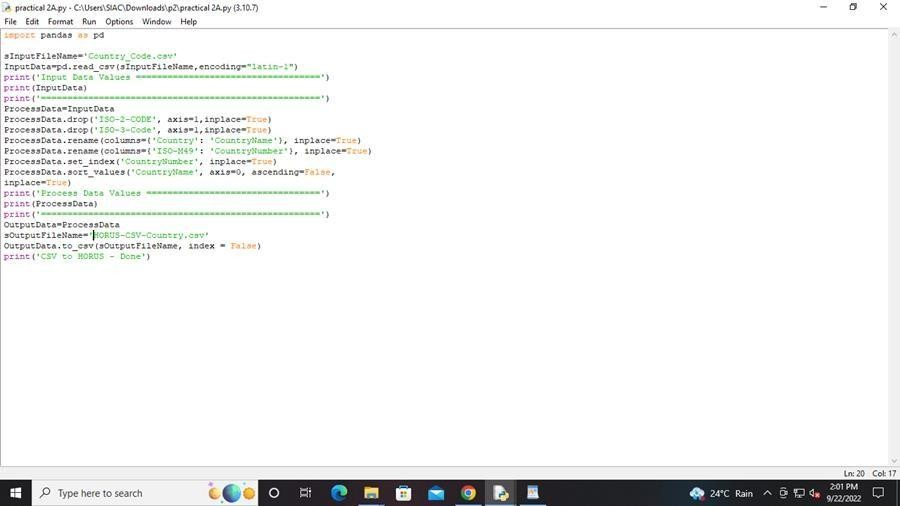 practical 2A.py - C:\Users\SIAC\Downloads\p2\practical 2A.py (3.10.7)
File Edit Format Run Options Window Help
import pandas as pd
sInputFileName='Country_Code.csv'
InputData=pd.read_csv(sInputFileName,encoding="latin-1")
print('Input Data Values ===================================')
print(InputData)
print('=====================================================')
ProcessData=InputData
ProcessData.drop('ISO-2-CODE', axis=1,inplace=True)
ProcessData.drop('ISO-3-Code', axis=1,inplace=True)
ProcessData.rename(columns={'Country': 'CountryName'}, inplace=True)
ProcessData.rename(columns={'ISO-M49': 'CountryNumber'}, inplace=True)
ProcessData.set_index('CountryNumber', inplace=True)
ProcessData.sort_values('CountryName', axis=0, ascending=False,
inplace=True)
print('Process Data Values =================================')
print(ProcessData)
print('=====================================================')
OutputData=ProcessData
sOutputFileName='HORUS-CSV-Country.csv'
OutputData.to_csv(sOutputFileName, index = False)
print('CSV to HORUS - Done')
Ln: 20 Col: 17
Type here to search
24°C Rain
2:01 PM
9/22/2022